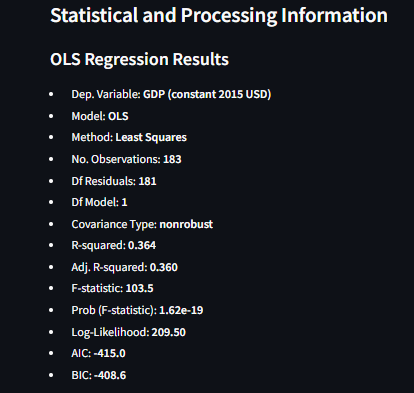 Statistical and Processing Information
OLS Regression Results
• Dep. Variable: GDP (constant 2015 USD)
• Model: OLS
• Method: Least Squares
• No. Observations: 183
• Df Residuals: 181
• Df Model: 1
• Covariance Type: nonrobust
• R-squared: 0.364
• Adj. R-squared: 0.360
• F-statistic: 103.5
• Prob (F-statistic): 1.62e-19
• Log-Likelihood: 209.50
• AIC: -415.0
• BIC: -408.6